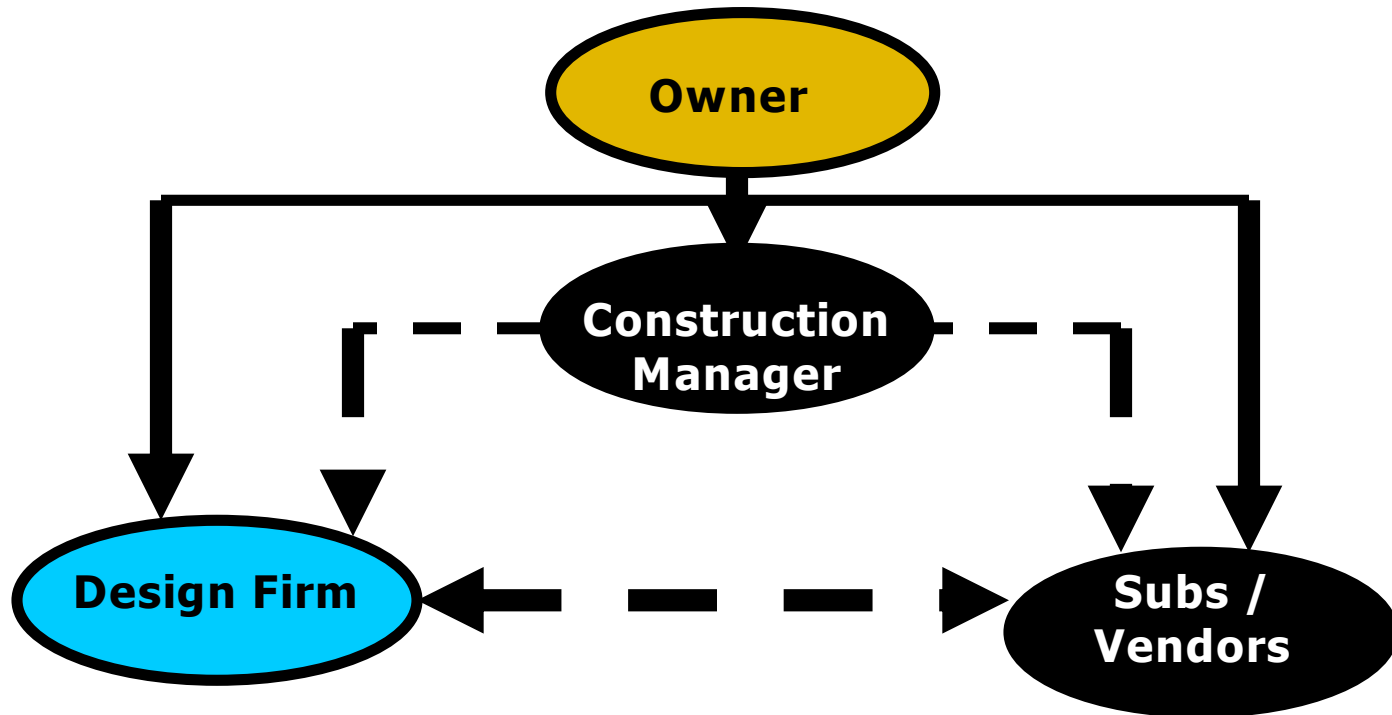 Owner
Construction
Manager
Design Firm
Subs /
Vendors